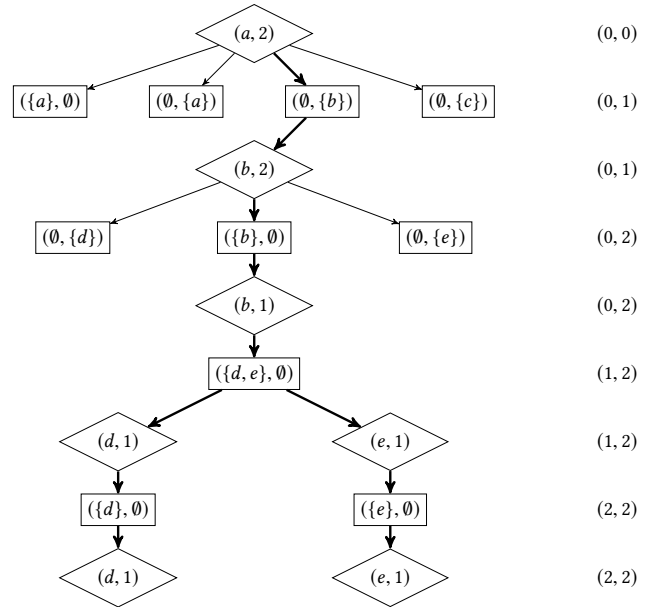 (a, 2) (0, 0)
({a}, ∅) (∅, {a}) (∅, {b}) (∅, {c}) (0, 1)
(b, 2) (0, 1)
(∅, {d}) ({b}, ∅) (∅, {e}) (0, 2)
(b, 1) (0, 2)
({d, e}, ∅) (1, 2)
(d, 1) (e, 1) (1, 2)
({d}, ∅) ({e}, ∅) (2, 2)
(d, 1) (e, 1) (2, 2)